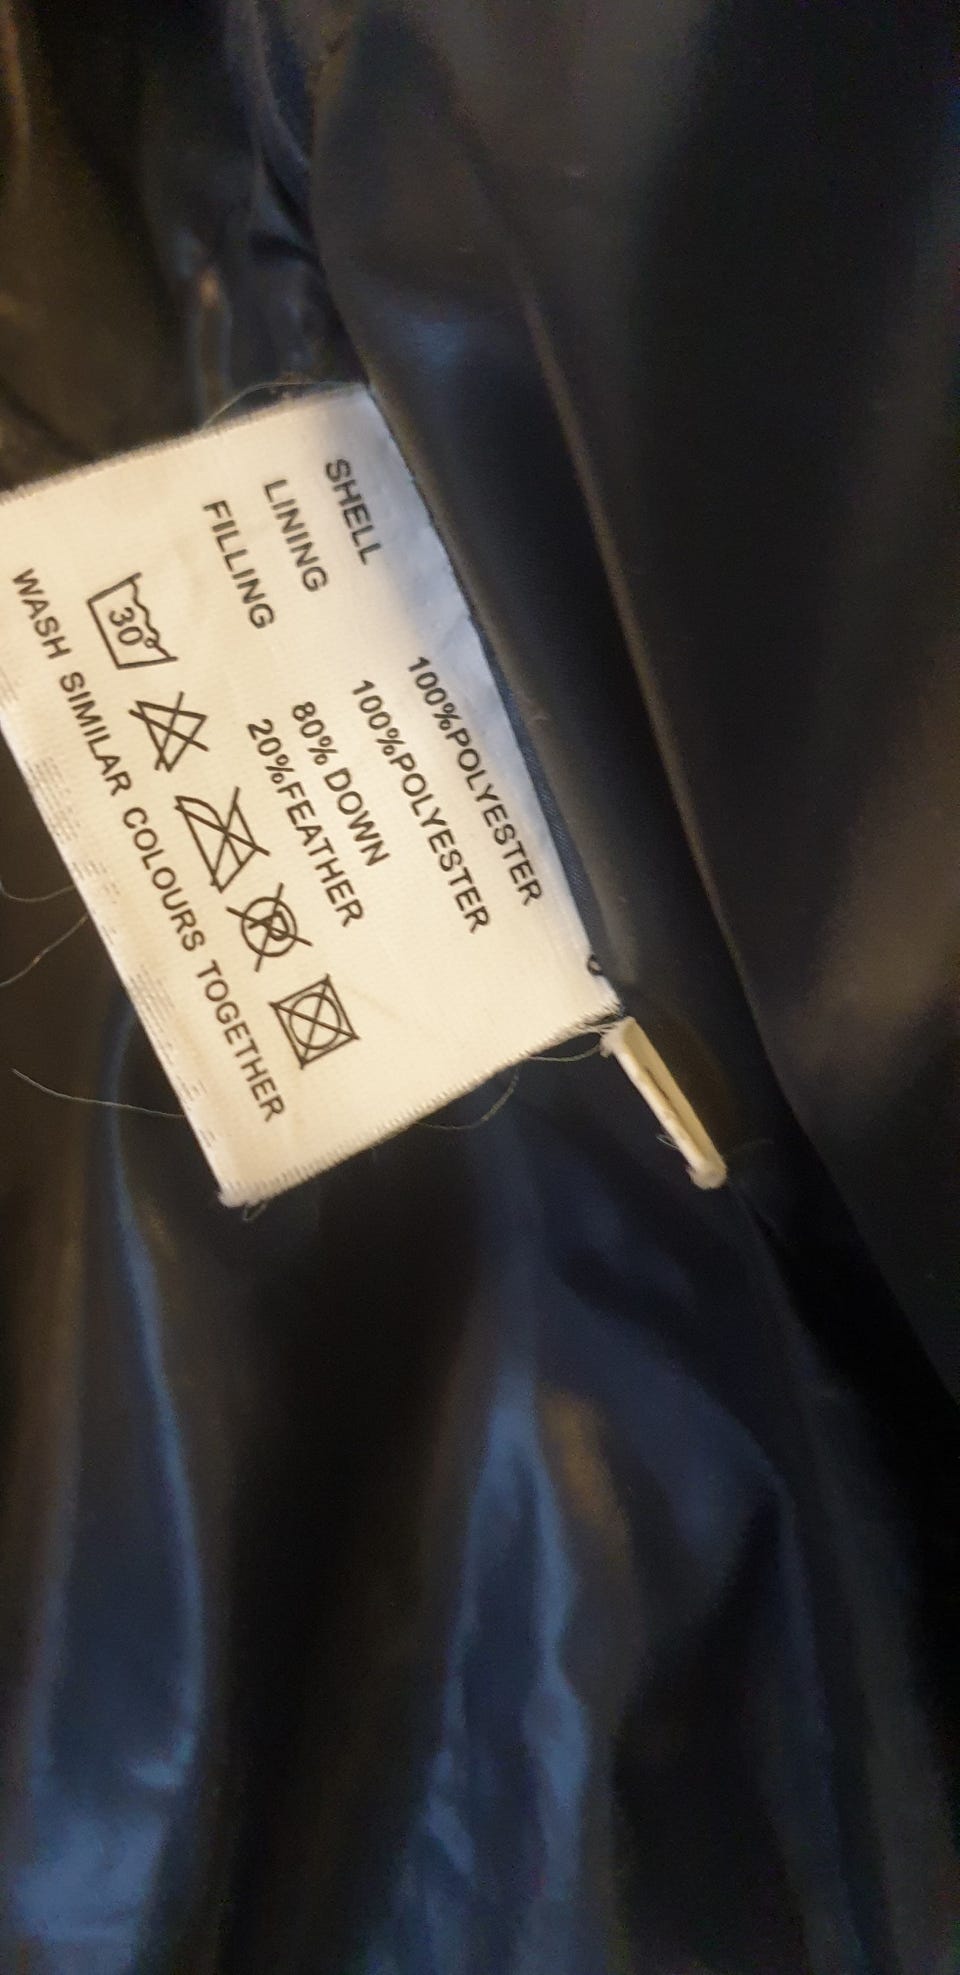 SHELL 100%POLYESTER
LINING 100%POLYESTER
FILLING 80% DOWN
20%FEATHER
30°
P
WASH SIMILAR COLOURS TOGETHER